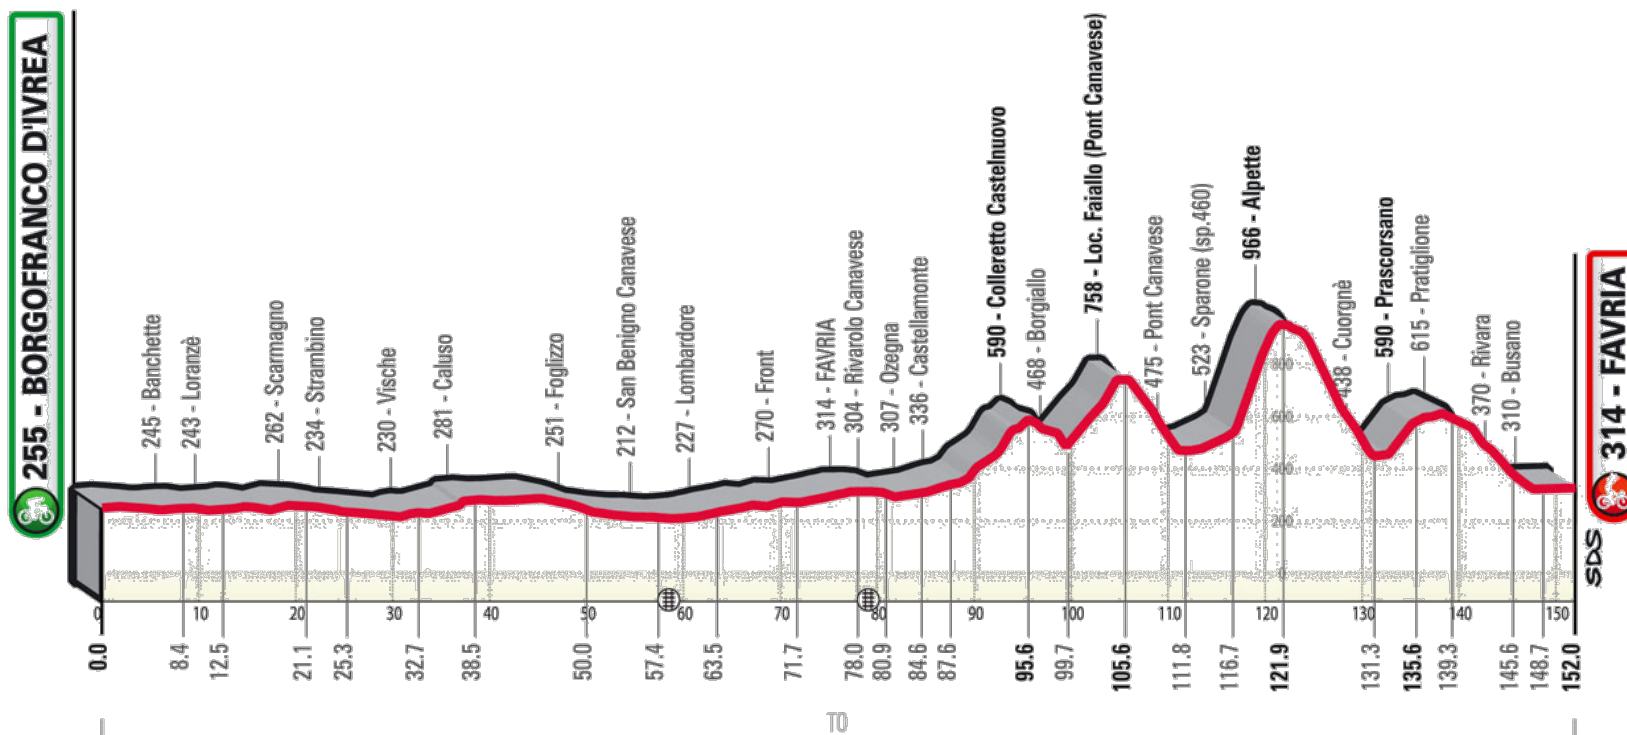 255 - BORGOFRANCO D'IVREA
245 - Banchette
243 - Loranzè
262 - Scarmagno
234 - Strambino
230 - Vische
281 - Caluso
251 - Foglizzo
212 - San Benigno Canavese
227 - Lombardore
270 - Front
314 - FAVRIA
304 - Rivarolo Canavese
307 - Ozegna
336 - Castellamonte
590 - Colleretto Castelnuovo
468 - Borgiallo
758 - Loc. Faiallo (Pont Canavese)
475 - Pont Canavese
523 - Sparone (sp.460)
966 - Alpette
438 - Cuorgnè
590 - Prascorsano
615 - Pratiglione
370 - Rivara
310 - Busano
314 - FAVRIA
SDS
800
600
400
200
0
0 10 20 30 40 50 60 70 80 90 100 110 120 130 140 150
0.0 8.4 12.5 21.1 25.3 32.7 38.5 50.0 57.4 63.5 71.7 78.0 80.9 84.6 87.6 95.6 99.7 105.6 111.8 116.7 121.9 131.3 135.6 139.3 145.6 148.7 152.0
TO